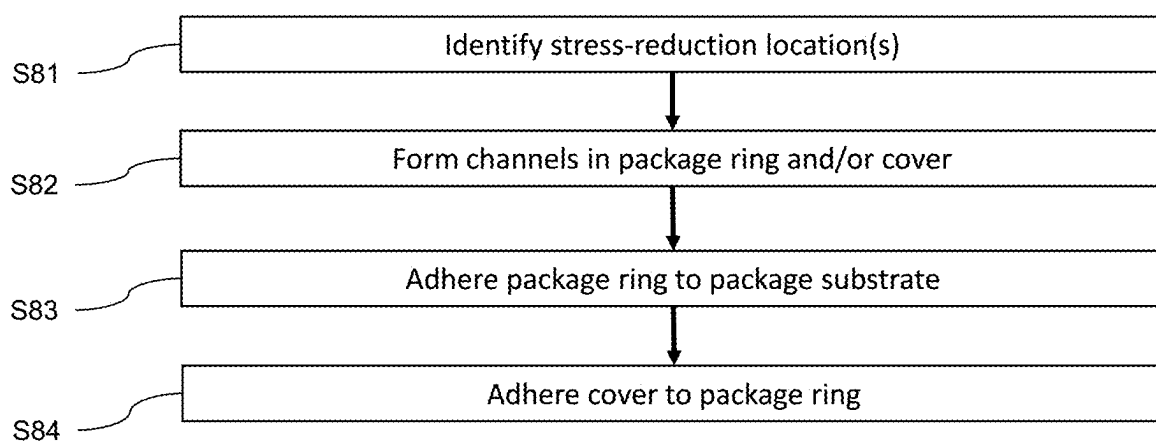 Identify stress-reduction location(s)
S81
Form channels in package ring and/or cover
S82
Adhere package ring to package substrate
S83
Adhere cover to package ring
S84